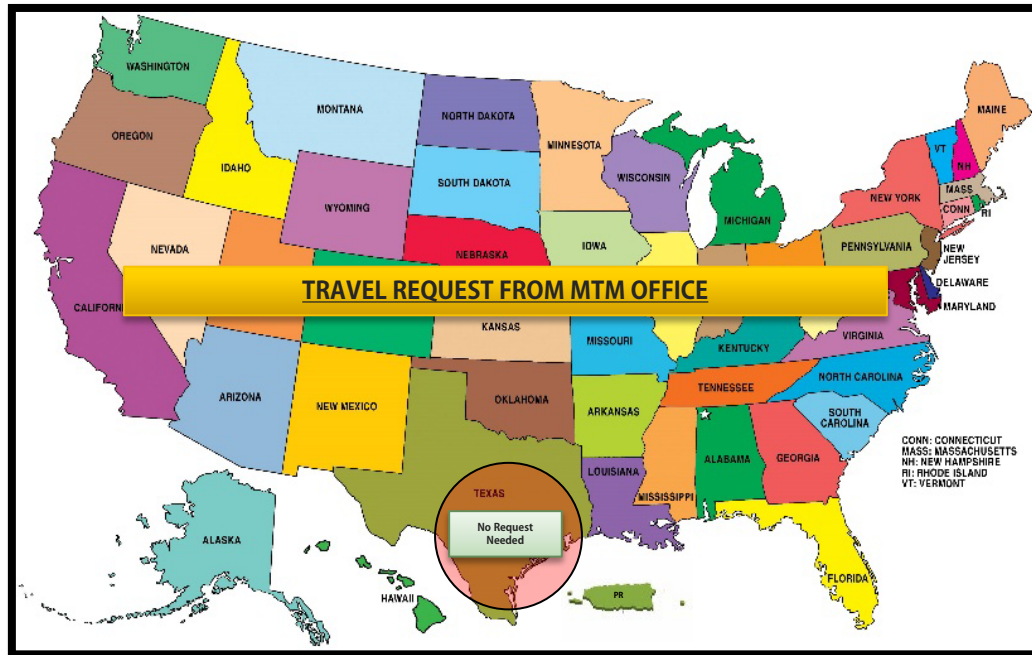 WASHINGTON
MAINE
MONTANA
NORTH DAKOTA
MINNESOTA
OREGON
VT
NH
IDAHO
WISCONSIN
SOUTH DAKOTA
MASS
NEW YORK
WYOMING
CONN
RI
MICHIGAN
NEVADA
IOWA
PENNSYLVANIA
NEW
JERSEY
NEBRASKA
DELAWARE
TRAVEL REQUEST FROM MTM OFFICE
MARYLAND
KANSAS
MISSOURI
VIRGINIA
KENTUCKY
NORTH CAROLINA
TENNESSEE
ARIZONA
NEW MEXICO
OKLAHOMA
ARKANSAS
SOUTH
CAROLINA
CONN: CONNECTICUT
MASS: MASSACHUSETTS
NH: NEW HAMPSHIRE
RI: RHODE ISLAND
VT: VERMONT
ALABAMA
GEORGIA
LOUISIANA
MISSISSIPPI
TEXAS
No Request
Needed
ALASKA
FLORIDA
HAWAII
PR